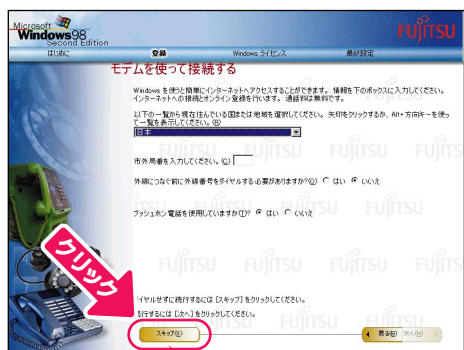 Microsoft
Windows98
Second Edition
FUJITSU
はじめに 登録 Windows ライセンス 最終設定
モデムを使って接続する
Windows を使うと簡単にインターネットへアクセスすることができます。 情報を下のボックスに入力してください。
インターネットへの接続とオンライン登録を行います。 通話料は無料です。
以下の一覧から現在住んでいる国または地域を選択してください。 矢印をクリックするか、Alt+方向キーを使っ
て一覧を表示してください。(R)
日本
市外局番を入力してください。(C)
外線につなぐ前に外線番号をダイヤルする必要がありますか?(Q) はい いいえ
プッシュホン電話を使用していますか(T)? はい いいえ
クリック
イヤルせずに続行するには [スキップ] をクリックしてください。
続行するには [次へ] をクリックしてください。
スキップ(S) 戻る(B) 次へ(N)